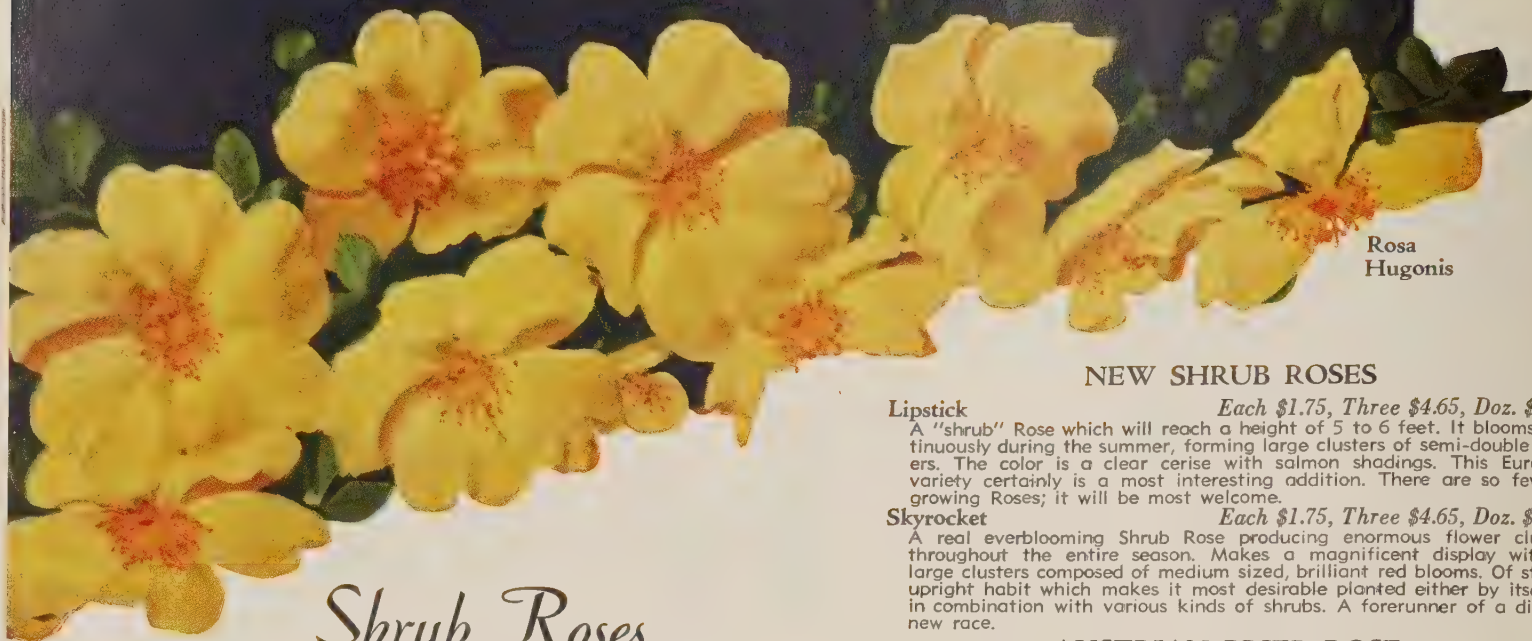 Rosa
Hugonis
NEW SHRUB ROSES
Lipstick Each $1.75, Three $4.65, Doz. $
A "shrub" Rose which will reach a height of 5 to 6 feet. It blooms
tinuously during the summer, forming large clusters of semi-double
ers. The color is a clear cerise with salmon shadings. This Eur
variety certainly is a most interesting addition. There are so
growing Roses; it will be most welcome.
Skyrocket Each $1.75, Three $4.65, Doz. $
A real everblooming Shrub Rose producing enormous flower
throughout the entire season. Makes a magnificent display
large clusters composed of medium sized, brilliant red blooms. Of
upright habit which makes it most desirable planted either by
in combination with various kinds of shrubs. A forerunner of a
new race.
Shrub Roses